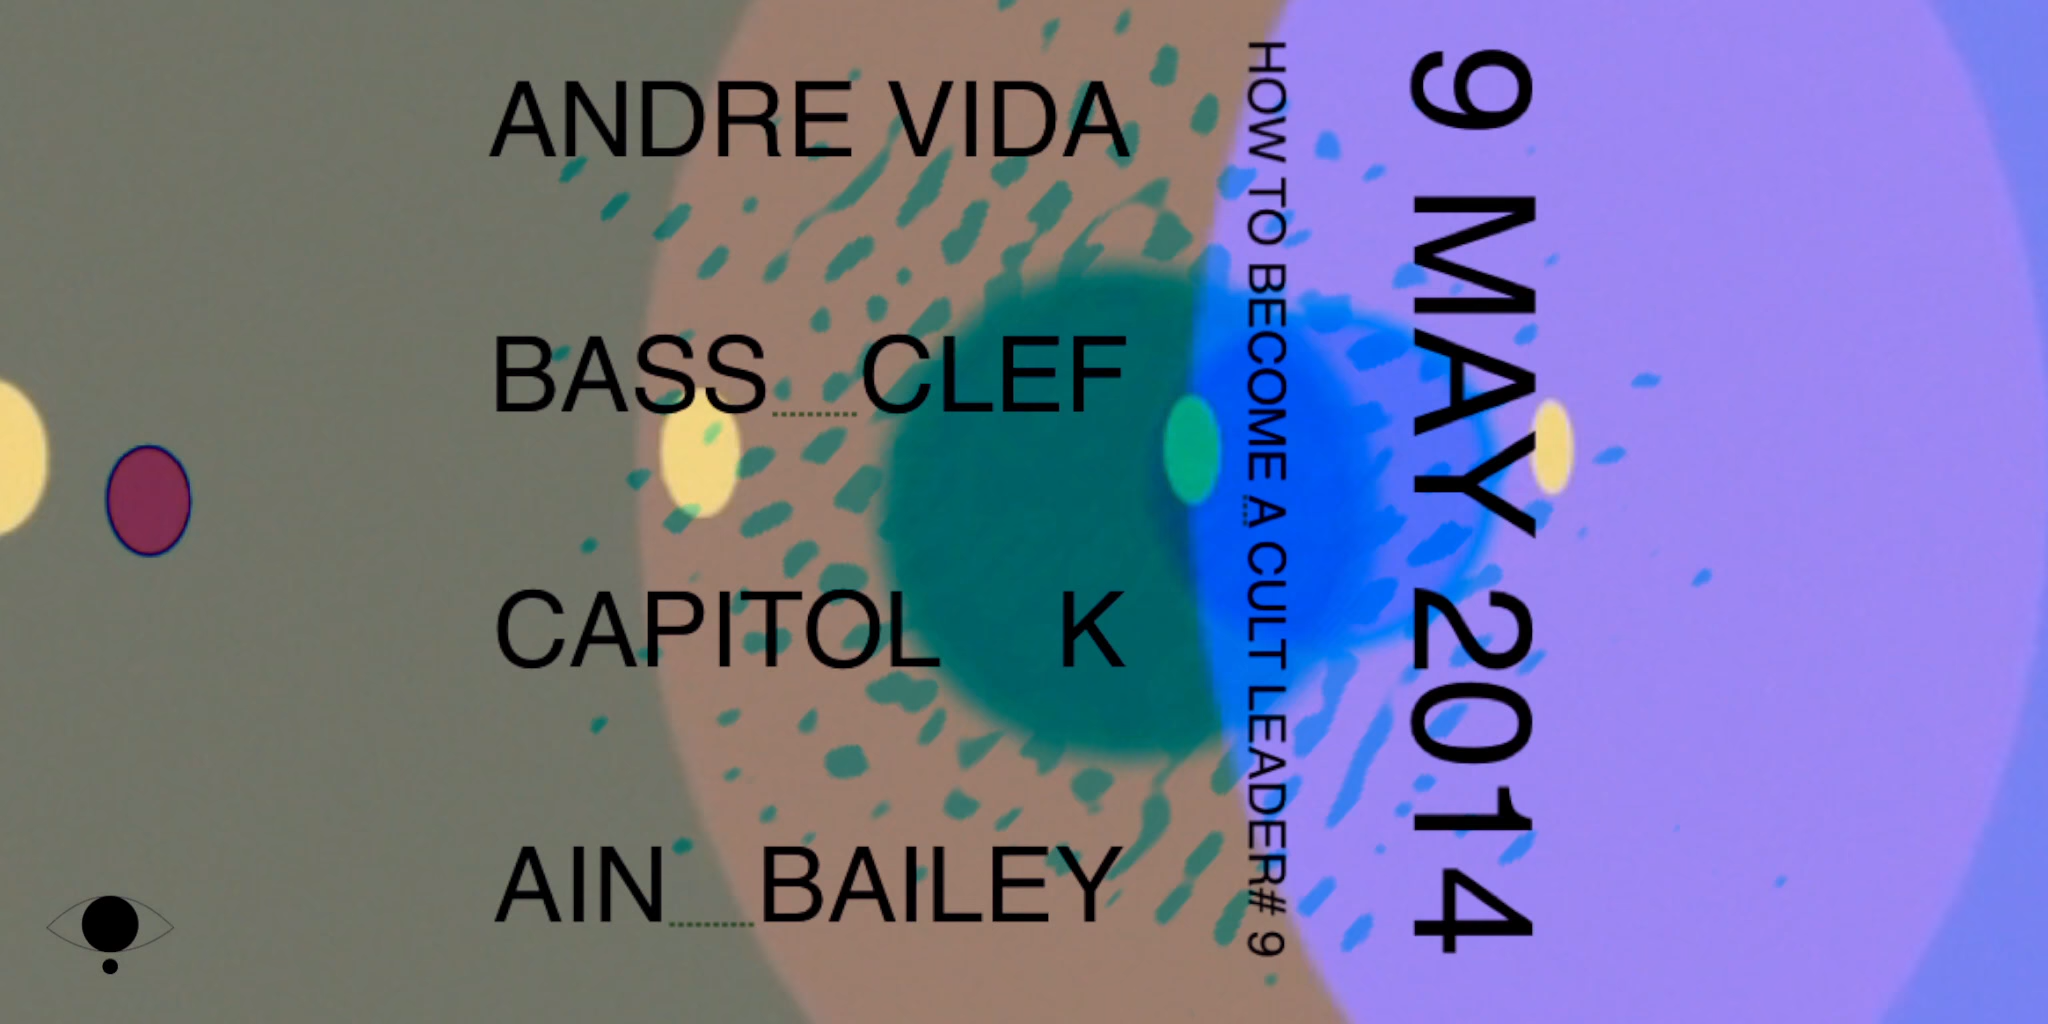 ANDRE VIDA
BASS CLEF
CAPITOL K
AIN BAILEY
HOW TO BECOME A CULT LEADER# 9
9 MAY 2014